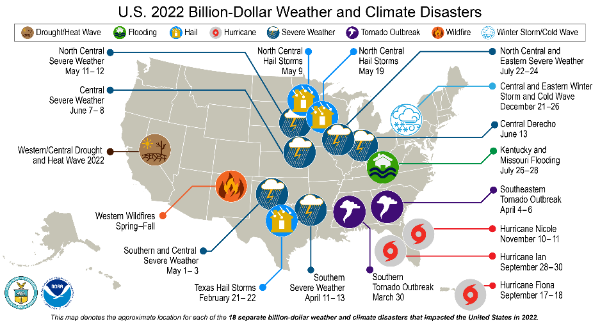 U.S. 2022 Billion-Dollar Weather and Climate Disasters
Drought/Heat Wave
Flooding
Hail
Hurricane
Severe Weather
Tornado Outbreak
Wildfire
Winter Storm/Cold Wave
North Central
Severe Weather
May 11–12
North Central
Hail Storms
May 9
North Central
Hail Storms
May 19
North Central and
Eastern Severe Weather
July 22–24
Central
Severe Weather
June 7–8
Central and Eastern Winter
Storm and Cold Wave
December 21–26
Central Derecho
June 13
Western/Central Drought
and Heat Wave 2022
Kentucky and
Missouri Flooding
July 26–28
Southeastern
Tornado Outbreak
April 4–6
Western Wildfires
Spring–Fall
Hurricane Nicole
November 10–11
Southern and Central
Severe Weather
May 1–3
Hurricane Ian
September 28–30
Texas Hail Storms
February 21–22
Southern
Severe Weather
April 11–13
Southern
Tornado Outbreak
March 30
Hurricane Fiona
September 17–18
NOAA
This map denotes the approximate location for each of the 18 separate billion-dollar weather and climate disasters that impacted the United States in 2022.